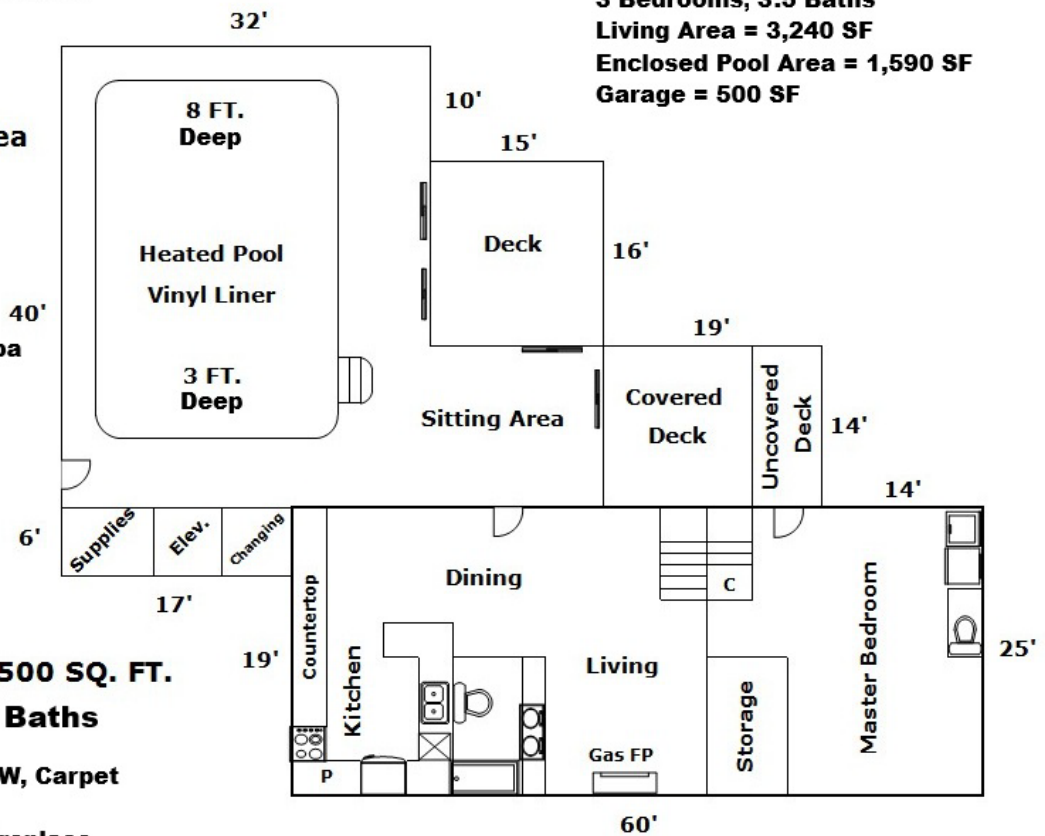 3 Bedrooms, 3.5 Baths
Living Area = 3,240 SF
Enclosed Pool Area = 1,590 SF
Garage = 500 SF
32'
10'
15'
8 FT.
Deep
ea
Deck
16'
Heated Pool
Vinyl Liner
40'
pa
19'
3 FT.
Deep
Sitting Area
Covered
Deck
Uncovered
Deck
14'
14'
6'
Supplies
Elev.
Changing
17'
Dining
C
Countertop
Kitchen
19'
Living
Storage
Master Bedroom
25'
500 SQ. FT.
Baths
W, Carpet
Gas FP
P
60'